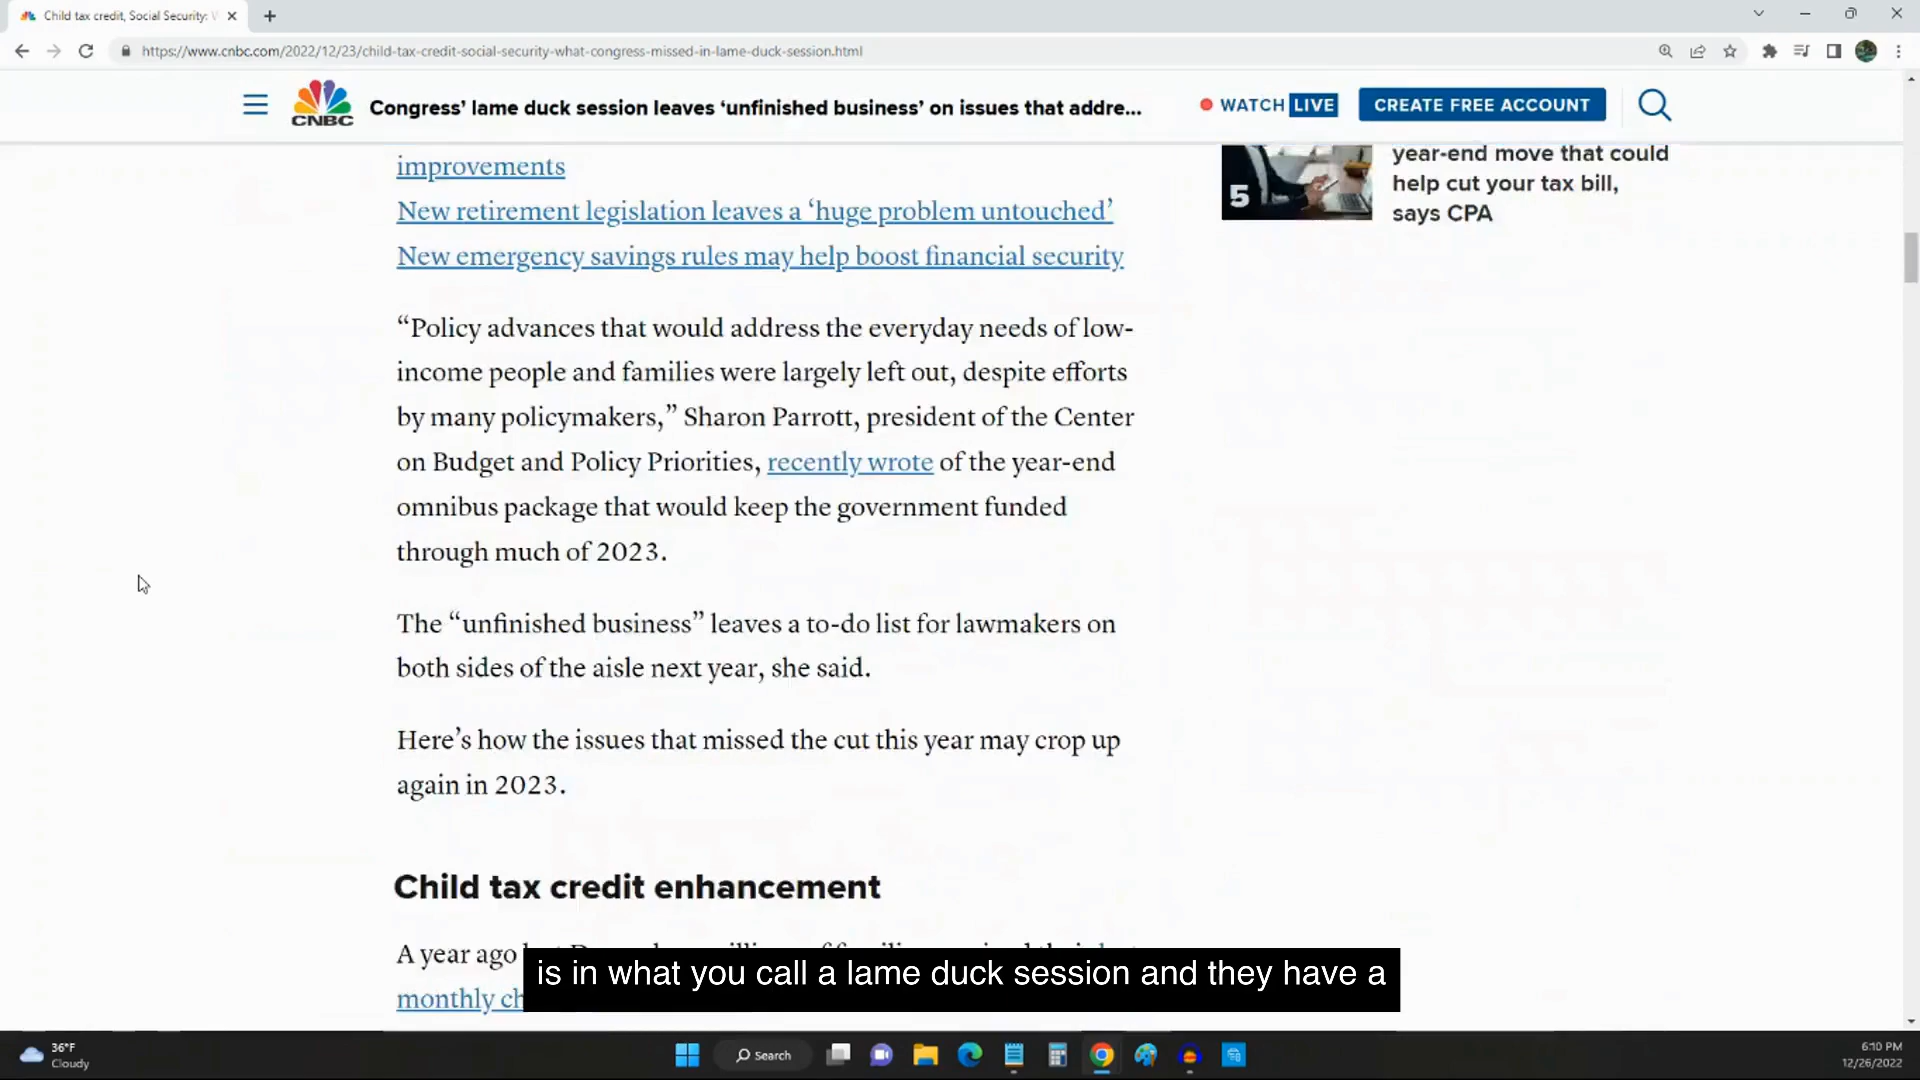 Child tax credit, Social Security:
https://www.cnbc.com/2022/12/23/child-tax-credit-social-security-what-congress-missed-in-lame-duck-session.html
CNBC
Congress’ lame duck session leaves ‘unfinished business’ on issues that addre...
WATCH LIVE
CREATE FREE ACCOUNT
improvements
New retirement legislation leaves a ‘huge problem untouched’
New emergency savings rules may help boost financial security
5
year-end move that could
help cut your tax bill,
says CPA
“Policy advances that would address the everyday needs of low-
income people and families were largely left out, despite efforts
by many policymakers,” Sharon Parrott, president of the Center
on Budget and Policy Priorities, recently wrote of the year-end
omnibus package that would keep the government funded
through much of 2023.
The “unfinished business” leaves a to-do list for lawmakers on
both sides of the aisle next year, she said.
Here’s how the issues that missed the cut this year may crop up
again in 2023.
Child tax credit enhancement
A year ago
monthly ch
is in what you call a lame duck session and they have a
36°F
Cloudy
Search
6:10 PM
12/26/2022